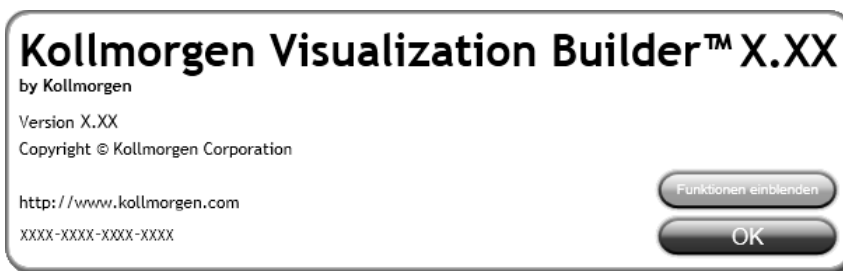 Kollmorgen Visualization Builder™ X.XX
by Kollmorgen
Version X.XX
Copyright © Kollmorgen Corporation
http://www.kollmorgen.com
Funktionen einblenden
XXXX-XXXX-XXXX-XXXX
OK